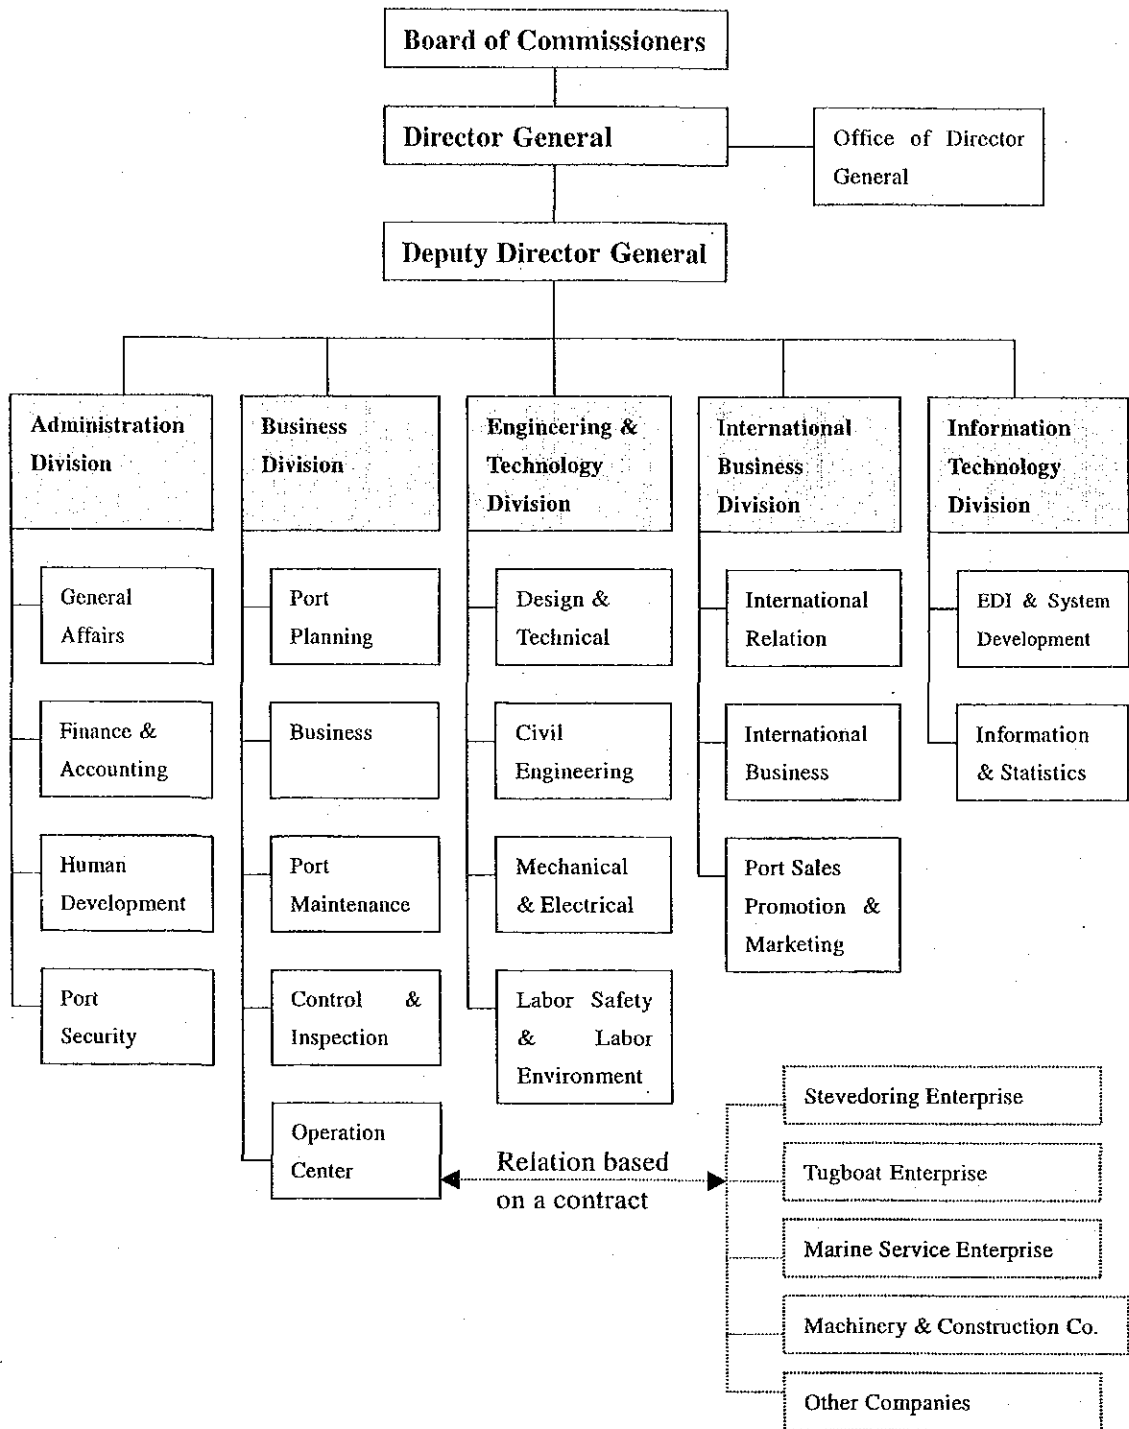 Board of Commissioners
Director General
Office of Director
General
Deputy Director General
Administration
Division
Business
Division
Engineering &
Technology
Division
International
Business
Division
Information
Technology
Division
General
Affairs
Finance &
Accounting
Human
Development
Port
Security
Port
Planning
Business
Port
Maintenance
Control &
Inspection
Operation
Center
Design &
Technical
Civil
Engineering
Mechanical
& Electrical
Labor Safety
& Labor
Environment
International
Relation
International
Business
Port Sales
Promotion &
Marketing
EDI & System
Development
Information
& Statistics
Relation based
on a contract
Stevedoring Enterprise
Tugboat Enterprise
Marine Service Enterprise
Machinery & Construction Co.
Other Companies